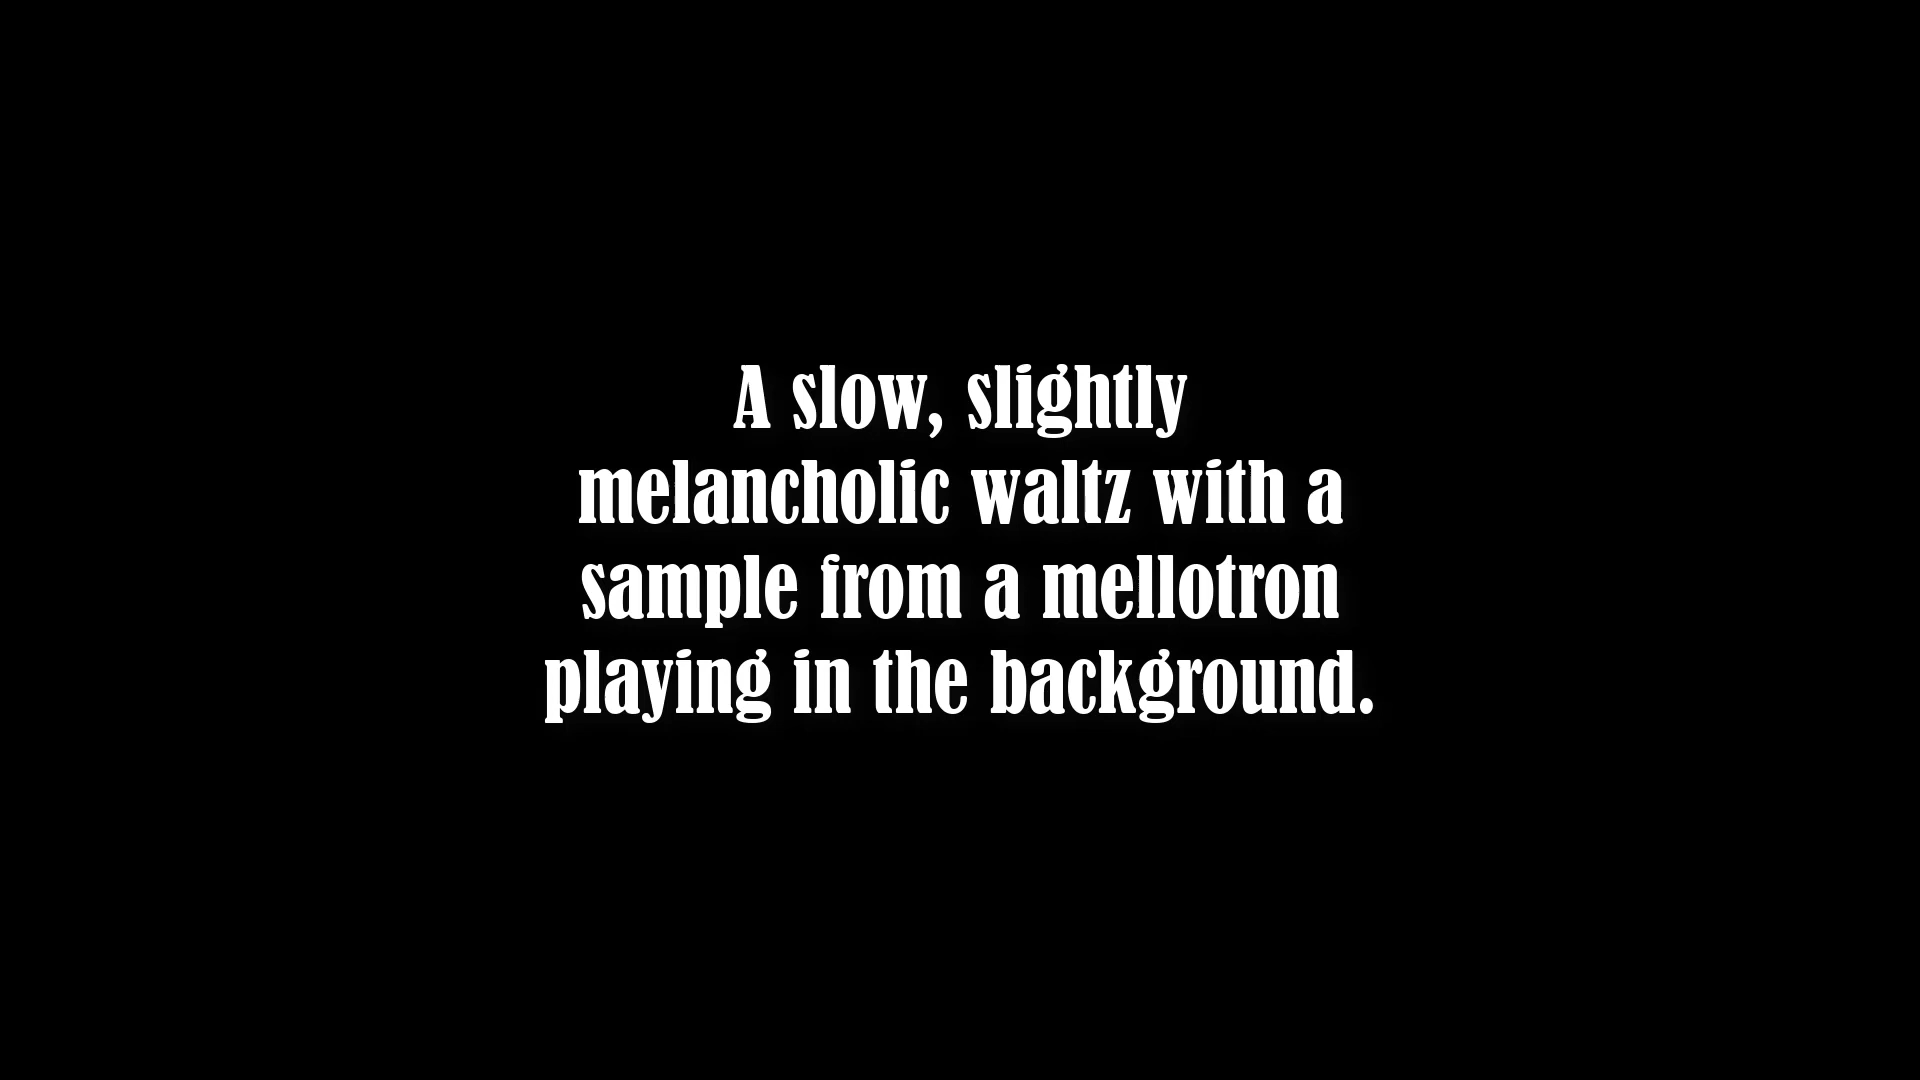 A slow, slightly
melancholic waltz with a
sample from a mellotron
playing in the background.